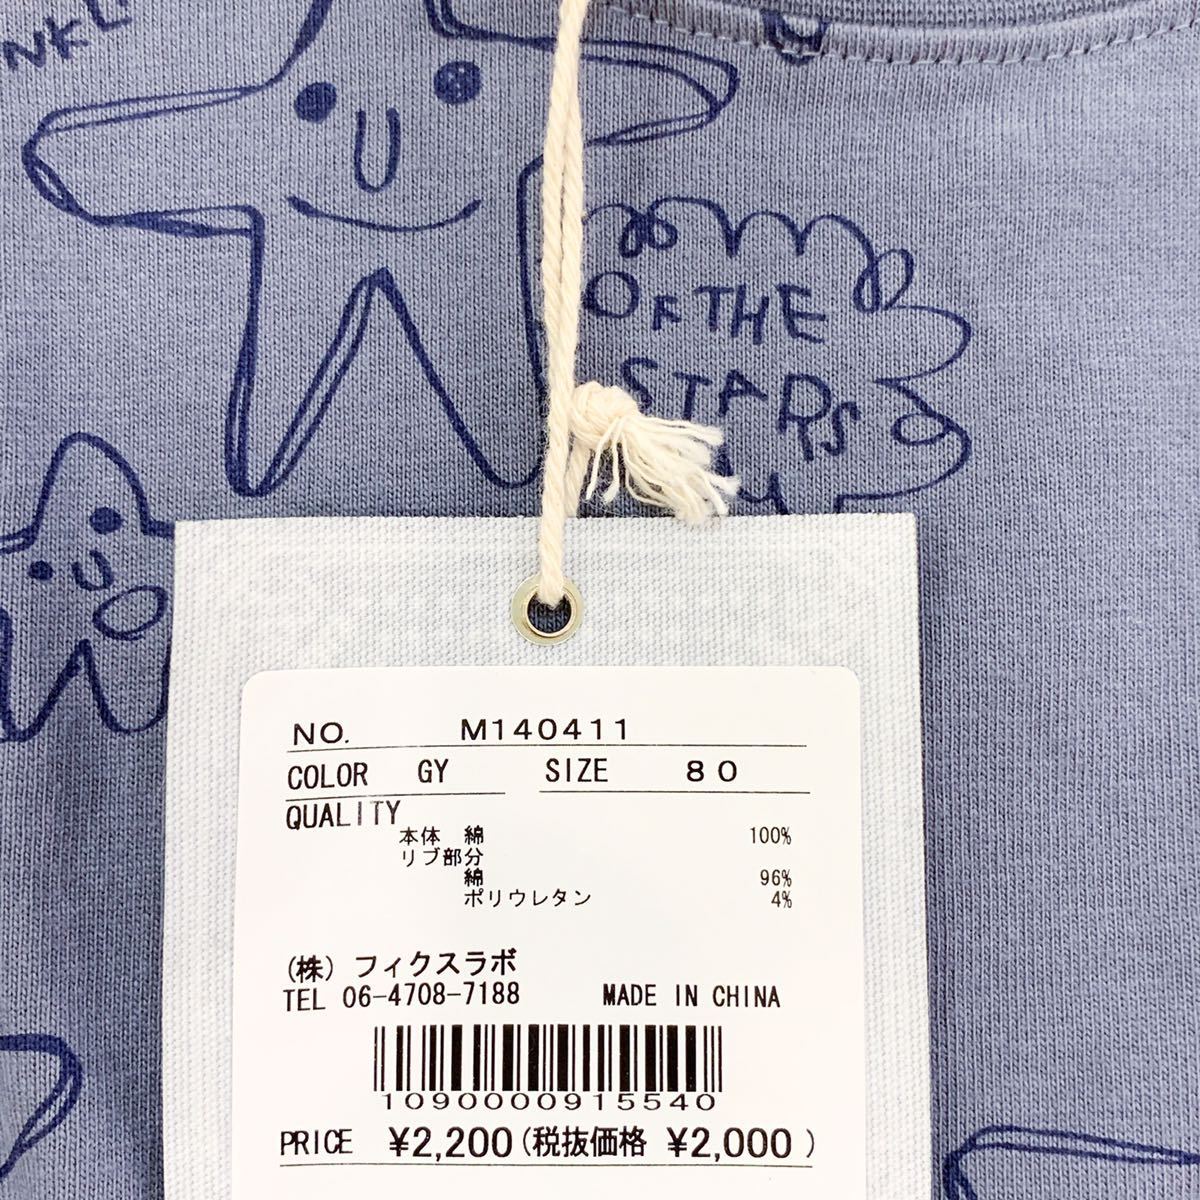 OF THE
STARS
NO. M140411
COLOR GY SIZE 80
QUALITY
本体 綿 100%
リブ部分
綿 96%
ポリウレタン 4%
(株) フィクスラボ
TEL 06-4708-7188 MADE IN CHINA
1090000915540
PRICE ¥2,200 (税抜価格 ¥2,000 )